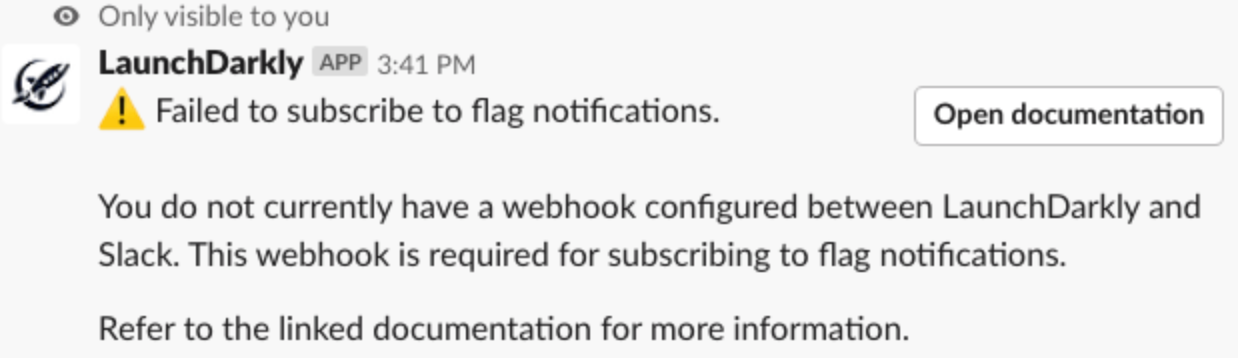 Only visible to you
LaunchDarkly APP 3:41 PM
⚠️ Failed to subscribe to flag notifications.
Open documentation
You do not currently have a webhook configured between LaunchDarkly and
Slack. This webhook is required for subscribing to flag notifications.
Refer to the linked documentation for more information.